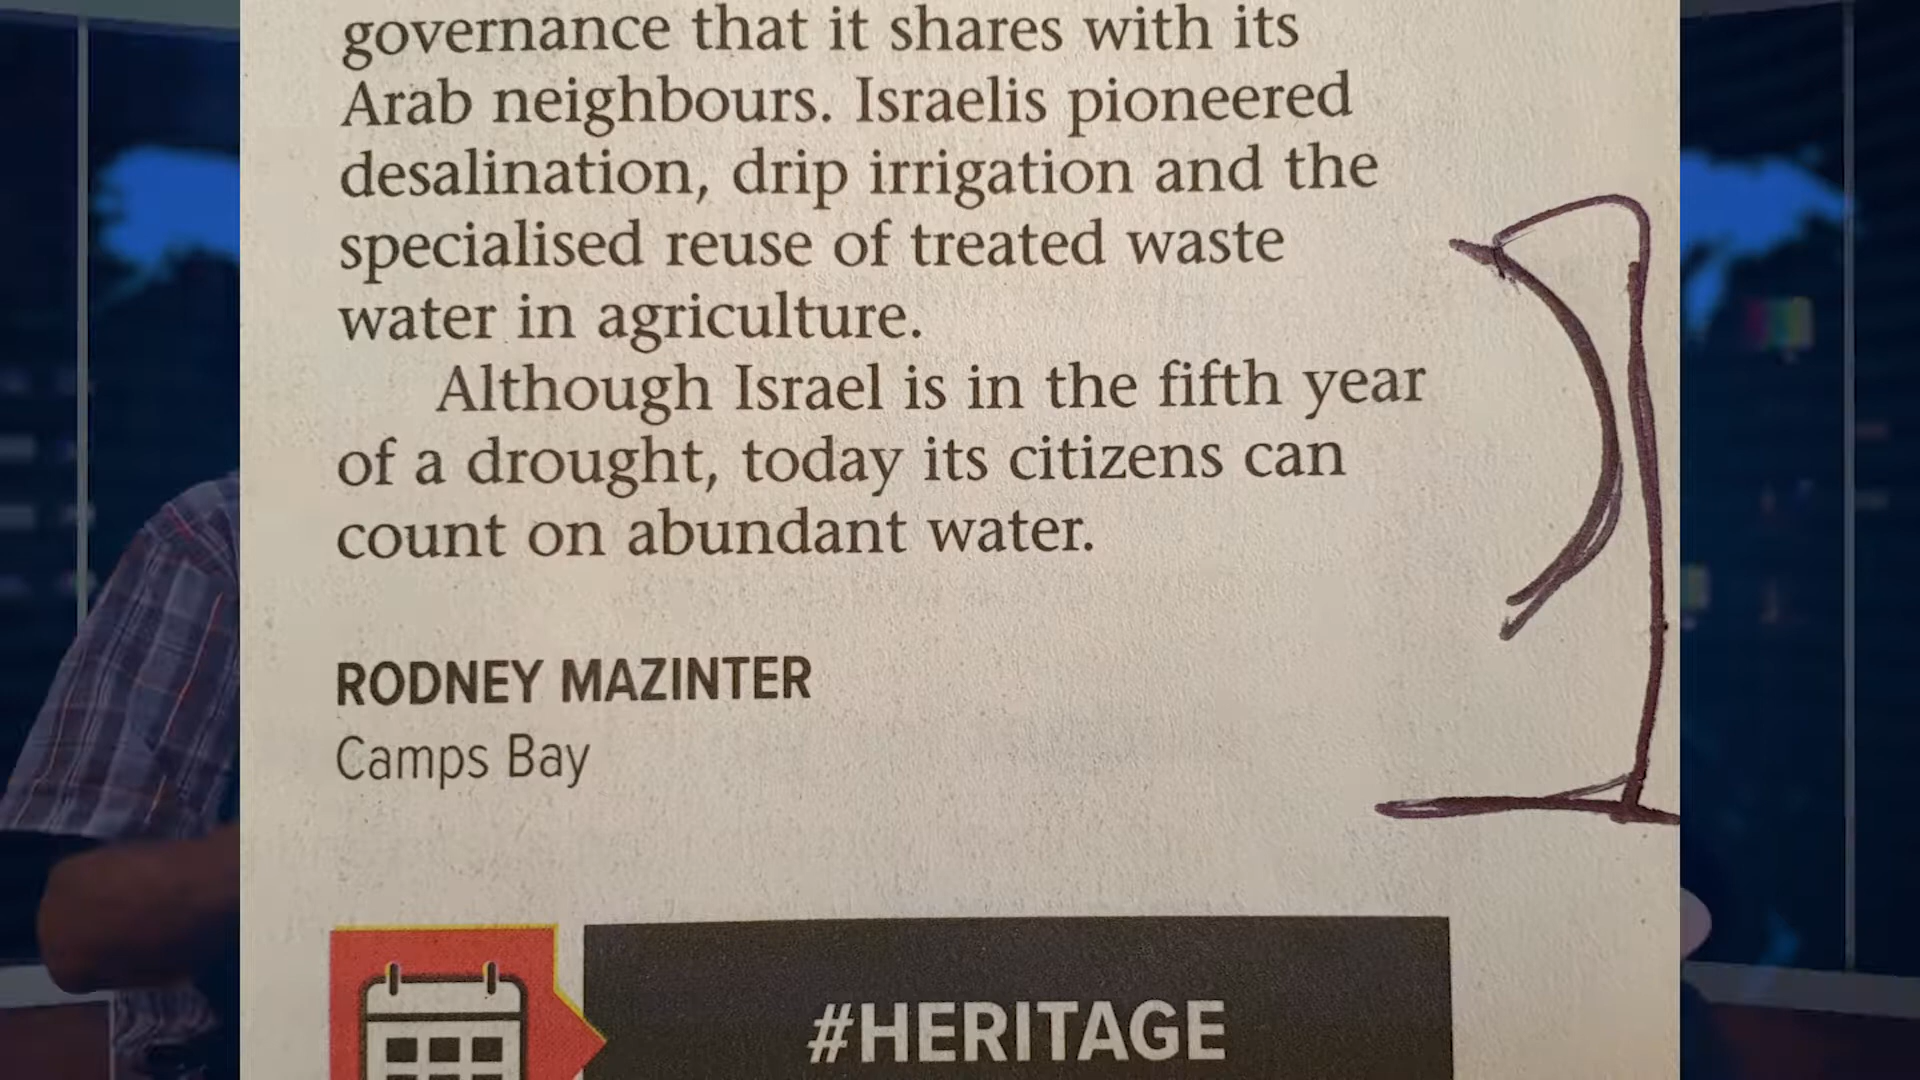 governance that it shares with its
Arab neighbours. Israelis pioneered
desalination, drip irrigation and the
specialised reuse of treated waste
water in agriculture.
Although Israel is in the fifth year
of a drought, today its citizens can
count on abundant water.
RODNEY MAZINTER
Camps Bay
#HERITAGE